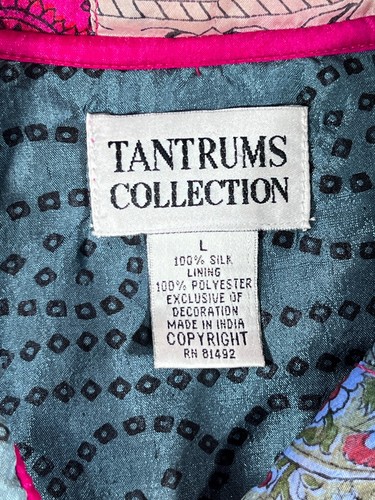 TANTRUMS
COLLECTION
L
100% SILK
LINING
100% POLYESTER
EXCLUSIVE OF
DECORATION
MADE IN INDIA
COPYRIGHT
RN 81492